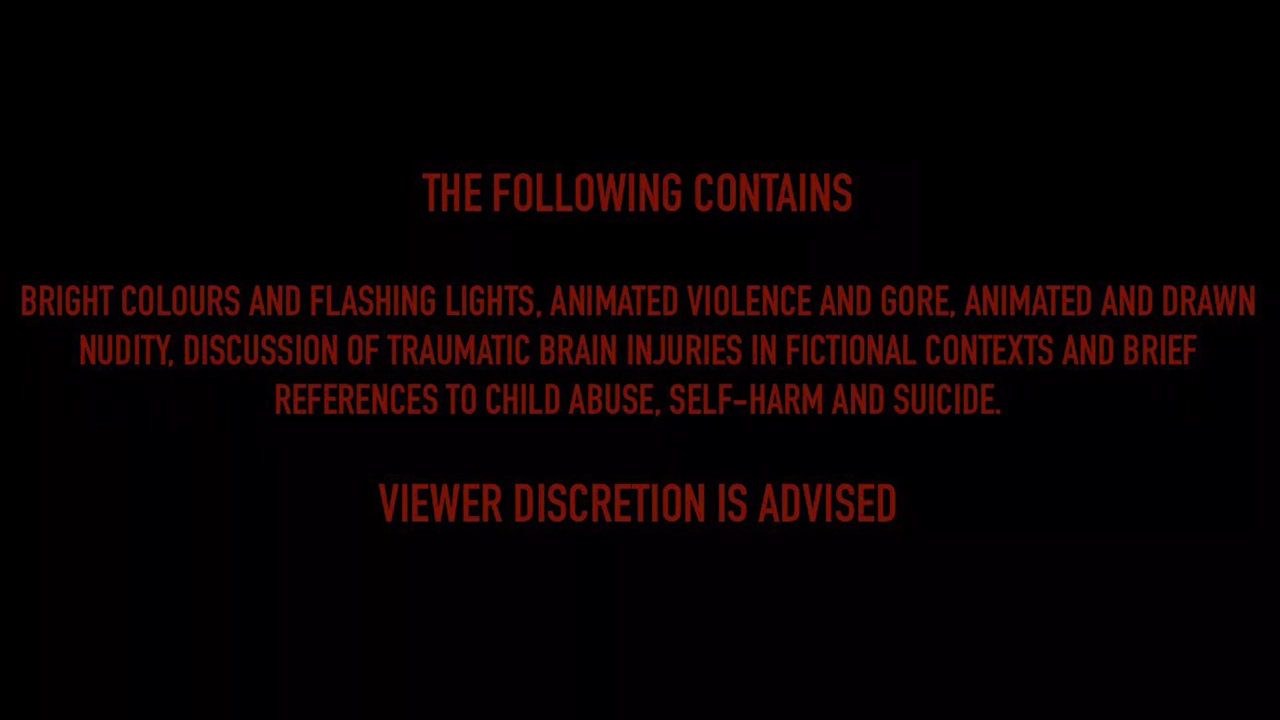 THE FOLLOWING CONTAINS
BRIGHT COLOURS AND FLASHING LIGHTS, ANIMATED VIOLENCE AND GORE, ANIMATED AND DRAWN
NUDITY, DISCUSSION OF TRAUMATIC BRAIN INJURIES IN FICTIONAL CONTEXTS AND BRIEF
REFERENCES TO CHILD ABUSE, SELF-HARM AND SUICIDE.
VIEWER DISCRETION IS ADVISED